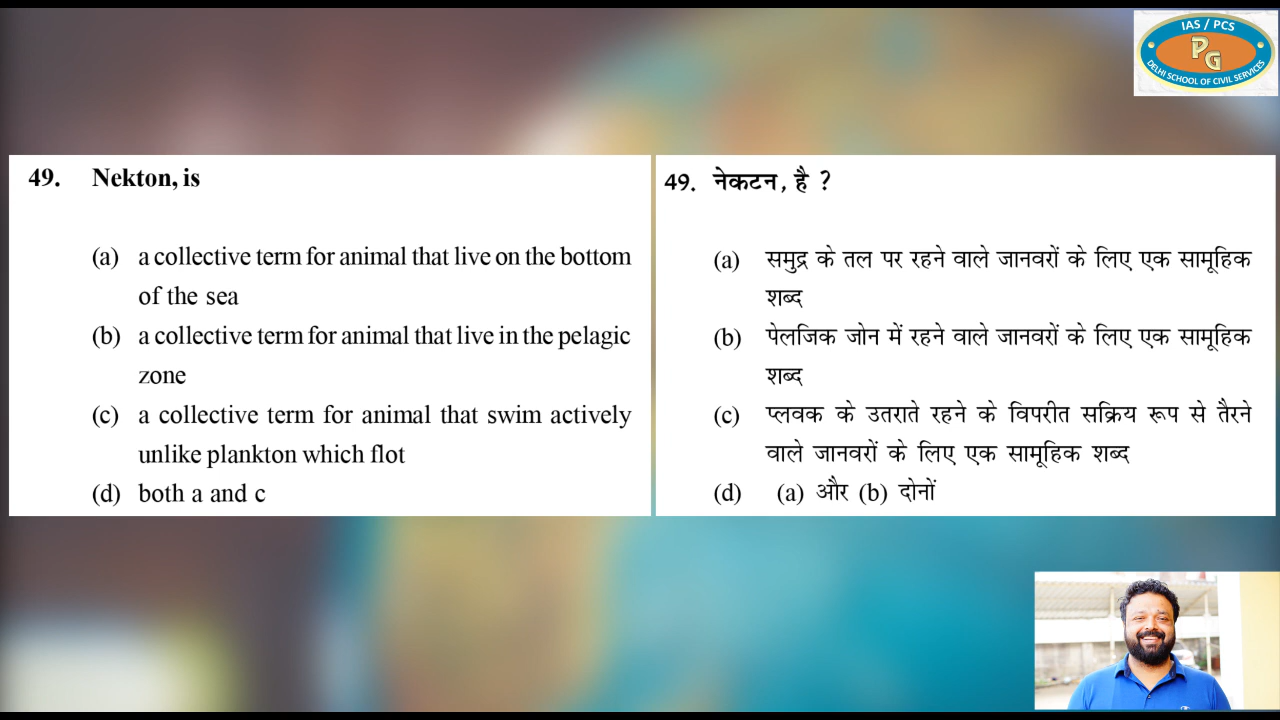 IAS / PCS
PG
DELHI SCHOOL OF CIVIL SERVICES
49. Nekton, is
(a) a collective term for animal that live on the bottom
of the sea
(b) a collective term for animal that live in the pelagic
zone
(c) a collective term for animal that swim actively
unlike plankton which flot
(d) both a and c
49. नेकटन, है ?
(a) समुद्र के तल पर रहने वाले जानवरों के लिए एक सामूहिक
शब्द
(b) पेलजिक जोन में रहने वाले जानवरों के लिए एक सामूहिक
शब्द
(c) प्लवक के उतराते रहने के विपरीत सक्रिय रूप से तैरने
वाले जानवरों के लिए एक सामूहिक शब्द
(d) (a) और (b) दोनों